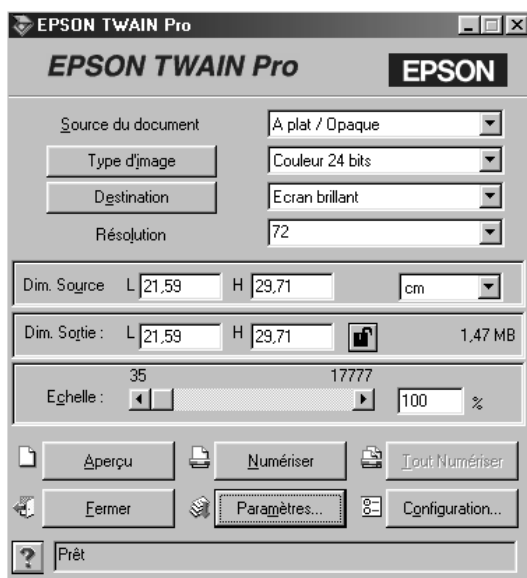 EPSON TWAIN Pro
EPSON TWAIN Pro EPSON
Source du document A plat / Opaque
Type d'image Couleur 24 bits
Destination Ecran brillant
Résolution 72
Dim. Source L 21,59 H 29,71 cm
Dim. Sortie : L 21,59 H 29,71 1,47 MB
35 17777
Echelle : 100 %
Aperçu Numériser Tout Numériser
Fermer Paramètres... Configuration...
? Prêt